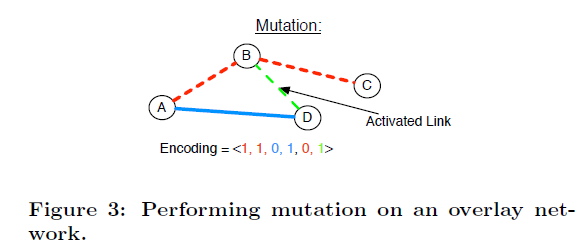 Mutation:
B
C
A
D
Activated Link
Encoding = <1, 1, 0, 1, 0, 1>
Figure 3: Performing mutation on an overlay net-
work.